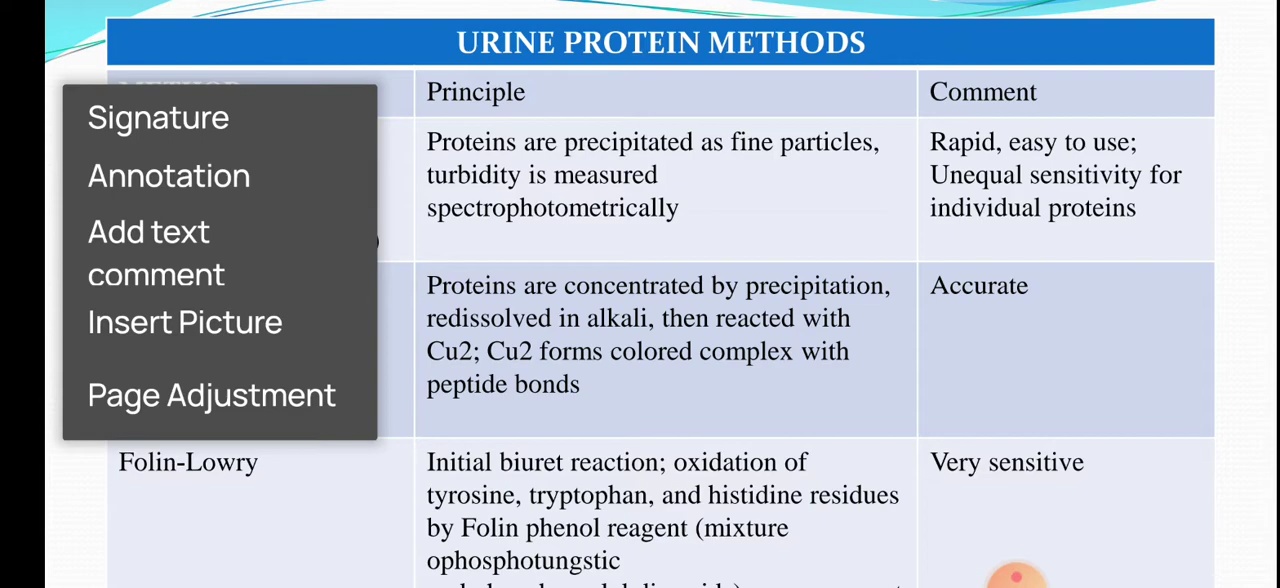 URINE PROTEIN METHODS
Principle
Comment
Signature
Annotation
Add text
comment
Insert Picture
Page Adjustment
Proteins are precipitated as fine particles,
turbidity is measured
spectrophotometrically
Rapid, easy to use;
Unequal sensitivity for
individual proteins
)
Proteins are concentrated by precipitation,
redissolved in alkali, then reacted with
Cu2; Cu2 forms colored complex with
peptide bonds
Accurate
Folin-Lowry
Initial biuret reaction; oxidation of
tyrosine, tryptophan, and histidine residues
by Folin phenol reagent (mixture
ophosphotungstic
Very sensitive